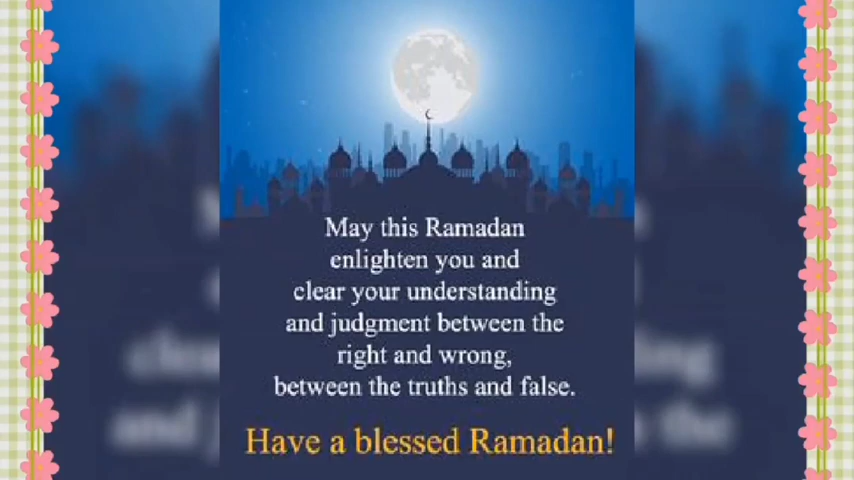 May this Ramadan
enlighten you and
clear your understanding
and judgment between the
right and wrong,
between the truths and false.
Have a blessed Ramadan!